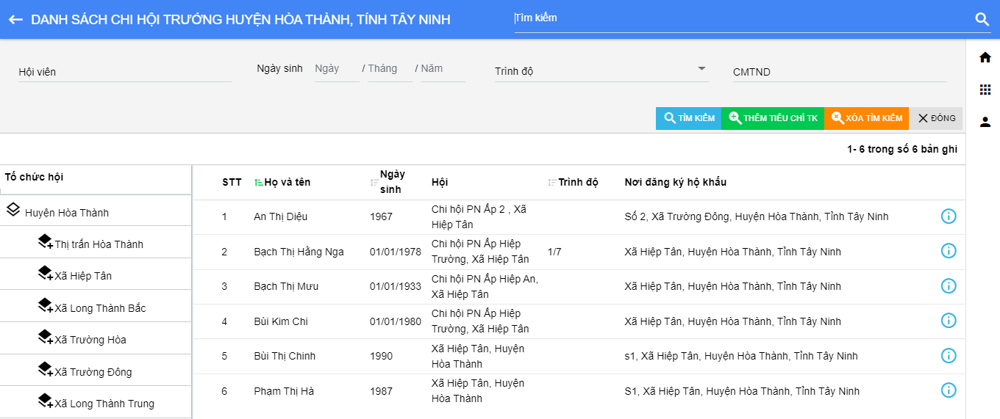 DANH SÁCH CHI HỘI TRƯỞNG HUYỆN HÒA THÀNH, TỈNH TÂY NINH
Tìm kiếm
Hội viên
Ngày sinh Ngày / Tháng / Năm
Trình độ
CMTND
TÌM KIẾM
THÊM TIÊU CHÍ TK
XÓA TÌM KIẾM
ĐÓNG
1- 6 trong số 6 bản ghi
Tổ chức hội
Huyện Hòa Thành
Thị trấn Hòa Thành
Xã Hiệp Tân
Xã Long Thành Bắc
Xã Trường Hòa
Xã Trường Đông
Xã Long Thành Trung
STT Họ và tên Ngày sinh Hội Trình độ Nơi đăng ký hộ khẩu
1 An Thị Diệu 1967 Chi hội PN Ấp 2 , Xã Hiệp Tân Số 2, Xã Trường Đông, Huyện Hòa Thành, Tỉnh Tây Ninh
2 Bạch Thị Hằng Nga 01/01/1978 Chi hội PN Ấp Hiệp Trường, Xã Hiệp Tân 1/7 Xã Hiệp Tân, Huyện Hòa Thành, Tỉnh Tây Ninh
3 Bạch Thị Mưu 01/01/1933 Chi hội PN Ấp Hiệp An, Xã Hiệp Tân Xã Hiệp Tân, Huyện Hòa Thành, Tỉnh Tây Ninh
4 Bùi Kim Chi 01/01/1980 Chi hội PN Ấp Hiệp Trường, Xã Hiệp Tân Xã Hiệp Tân, Huyện Hòa Thành, Tỉnh Tây Ninh
5 Bùi Thị Chinh 1990 Xã Hiệp Tân, Huyện Hòa Thành s1, Xã Hiệp Tân, Huyện Hòa Thành, Tỉnh Tây Ninh
6 Phạm Thị Hà 1987 Xã Hiệp Tân, Huyện Hòa Thành S1, Xã Hiệp Tân, Huyện Hòa Thành, Tỉnh Tây Ninh